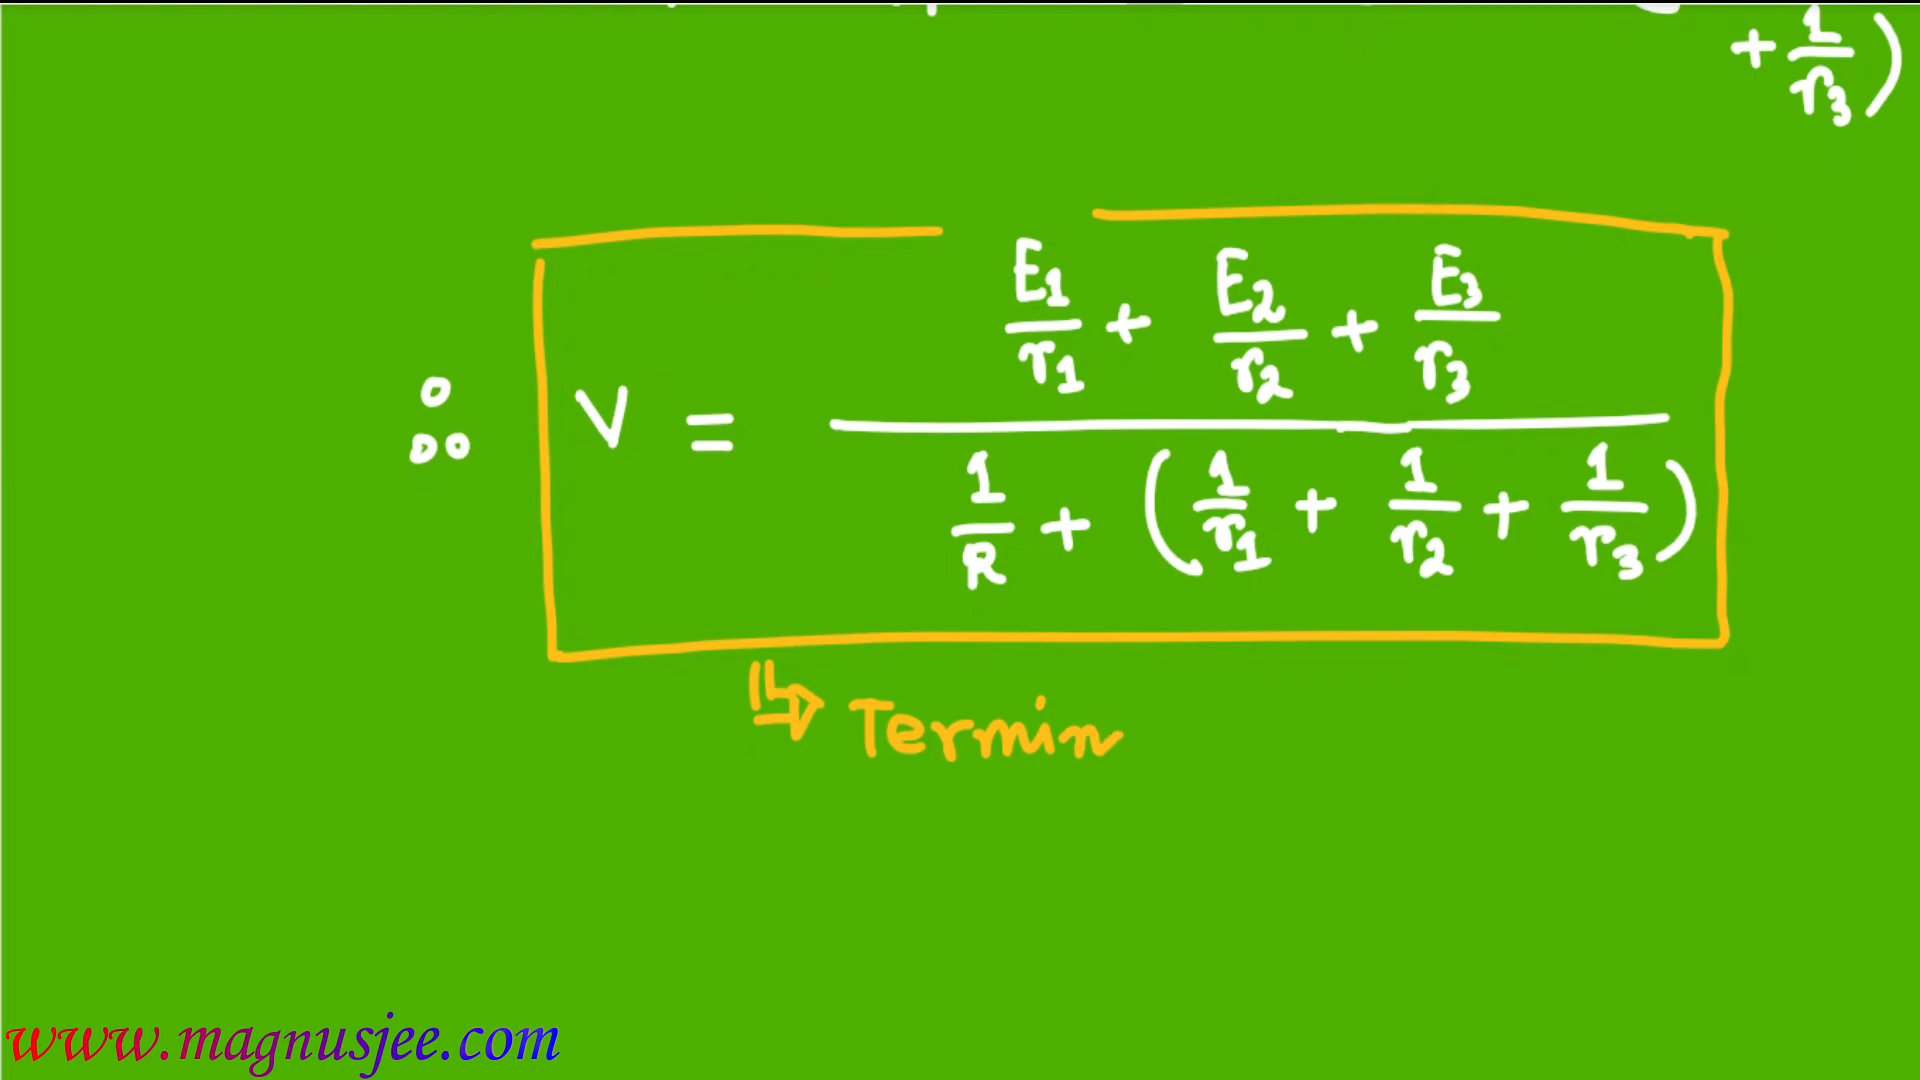 + 1/r₃)
∴ V = (E₁/r₁ + E₂/r₂ + E₃/r₃) / (1/R + (1/r₁ + 1/r₂ + 1/r₃))
Termin
www.magnusjee.com